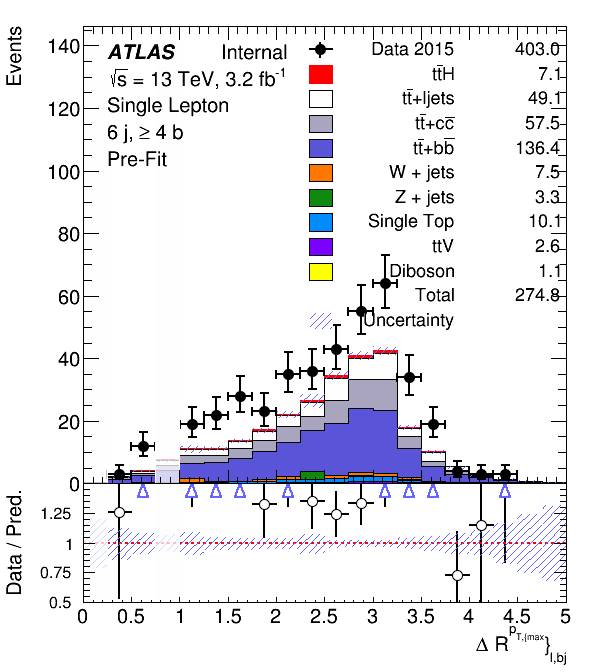 Events
140
120
100
80
60
40
20
0
ATLAS Internal
√s = 13 TeV, 3.2 fb-1
Single Lepton
6 j, ≥ 4 b
Pre-Fit
Data 2015 403.0
tt̄H 7.1
tt̄+ljets 49.1
tt̄+cc̄ 57.5
tt̄+bb̄ 136.4
W + jets 7.5
Z + jets 3.3
Single Top 10.1
ttV 2.6
Diboson 1.1
Total 274.8
Uncertainty
Data / Pred.
1.25
1
0.75
0.5
0 0.5 1 1.5 2 2.5 3 3.5 4 4.5 5
Δ R^{p_{T,{max}}}_{l,bj}